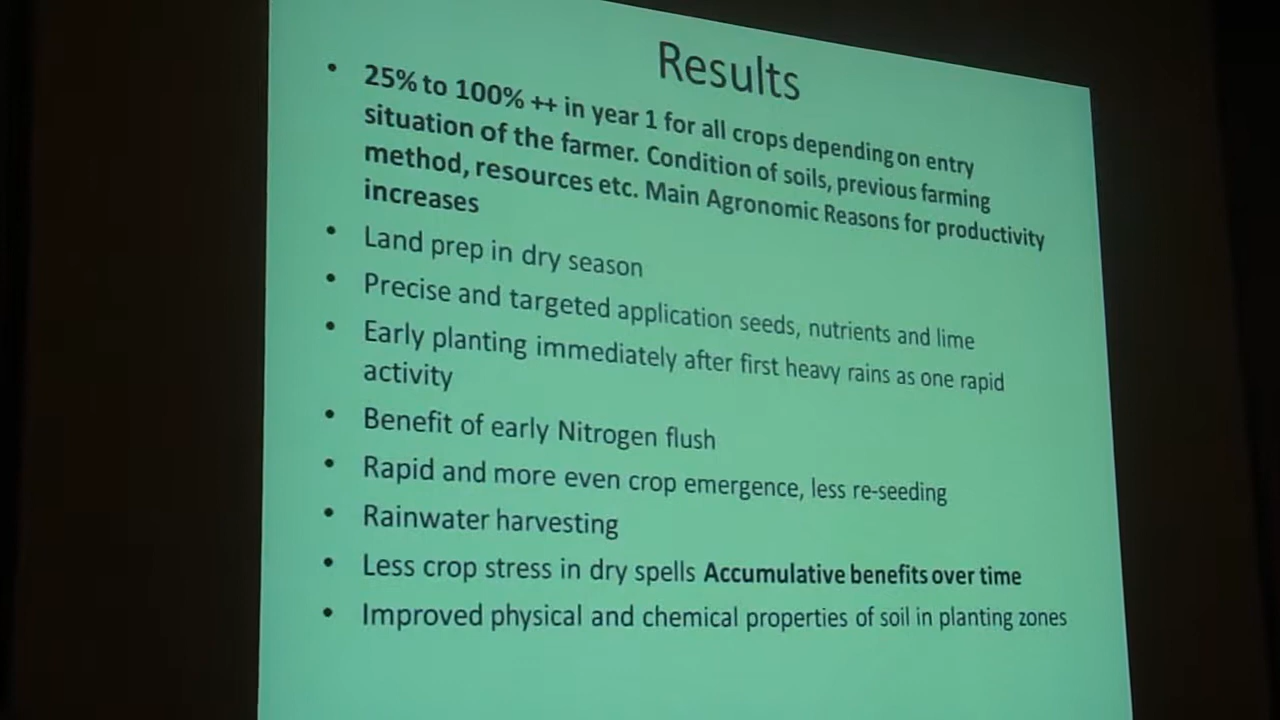 Results
• 25% to 100% ++ in year 1 for all crops depending on entry
situation of the farmer. Condition of soils, previous farming
method, resources etc. Main Agronomic Reasons for productivity
increases
• Land prep in dry season
• Precise and targeted application seeds, nutrients and lime
• Early planting immediately after first heavy rains as one rapid
activity
• Benefit of early Nitrogen flush
• Rapid and more even crop emergence, less re-seeding
• Rainwater harvesting
• Less crop stress in dry spells Accumulative benefits over time
• Improved physical and chemical properties of soil in planting zones